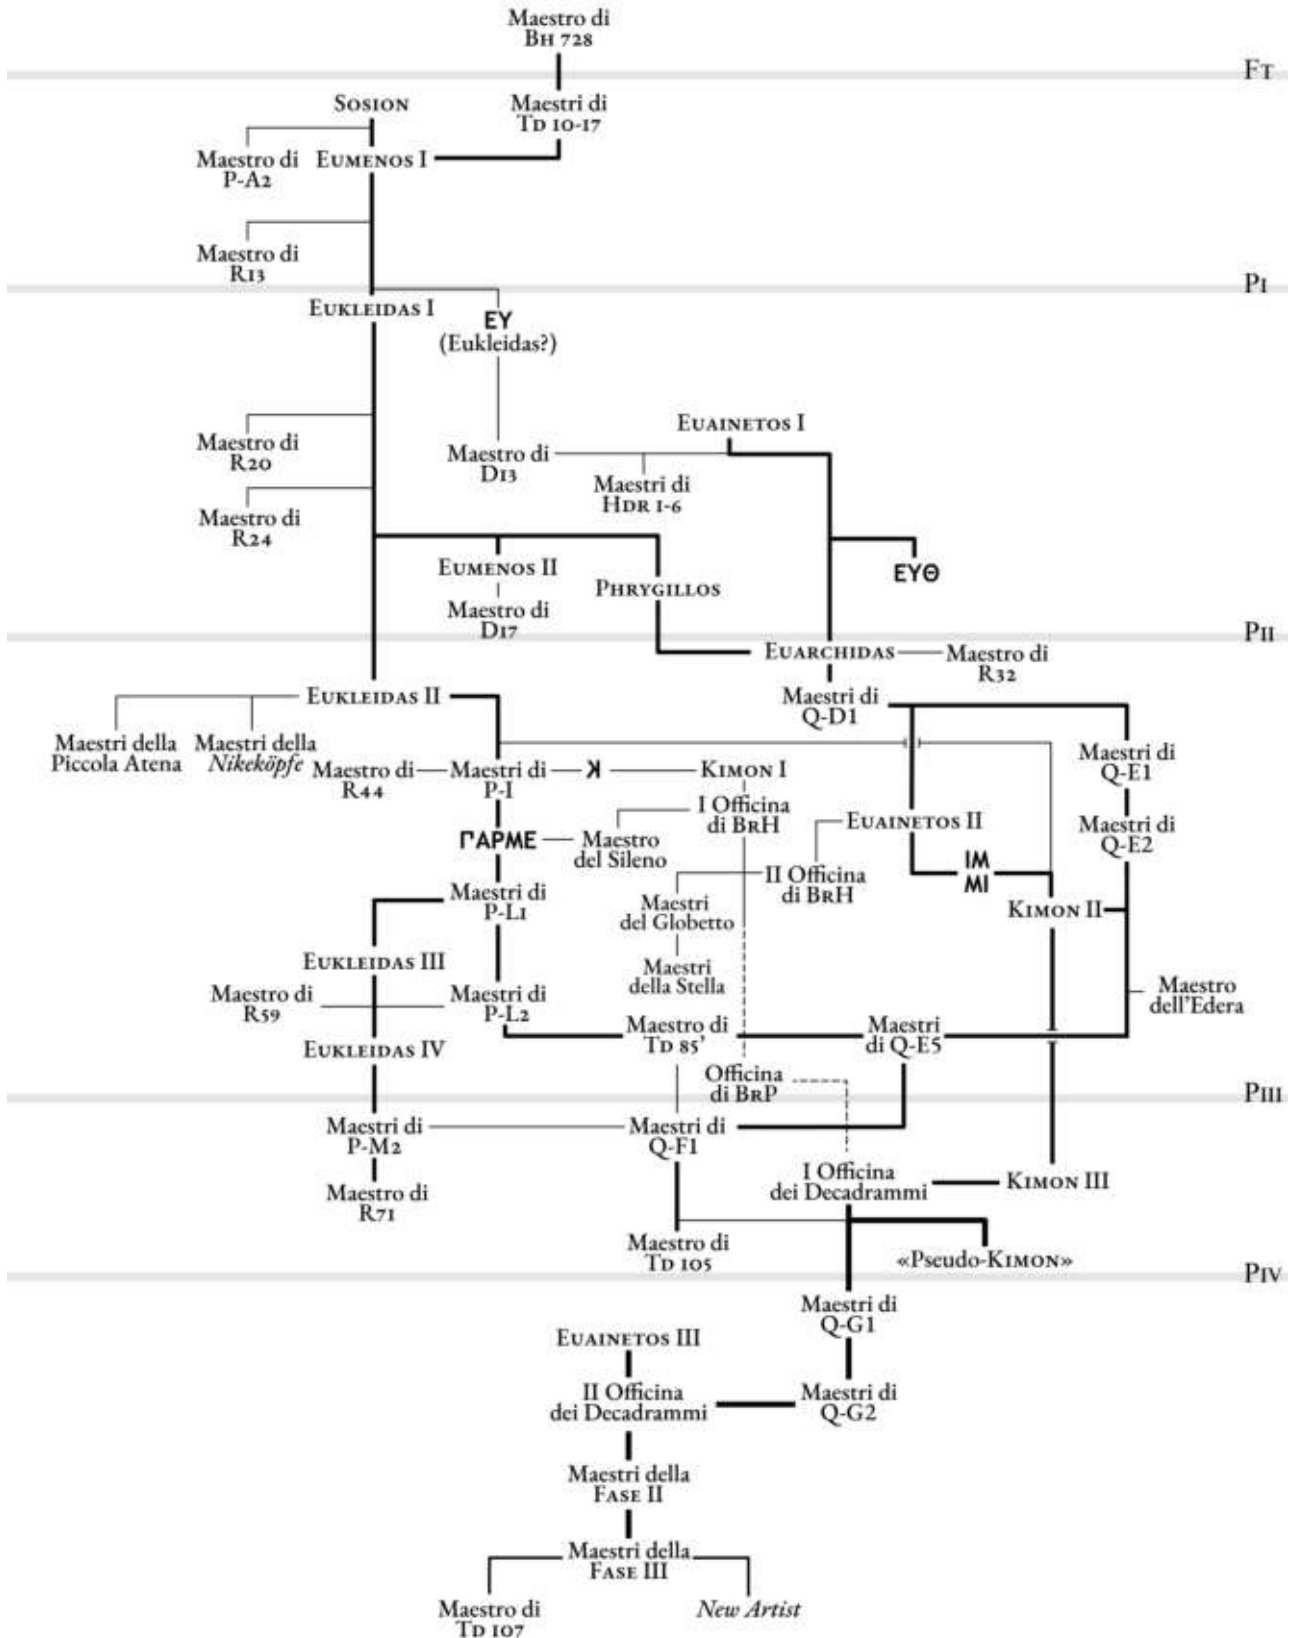 Maestro di
BH 728
FT
SOSION
Maestri di
TD 10-17
Maestro di
P-A2
EUMENOS I
Maestro di
R13
PI
EUKLEIDAS I
EY
(Eukleidas?)
EUAINETOS I
Maestro di
R20
Maestro di
D13
Maestri di
HDR 1-6
Maestro di
R24
EUMENOS II
PHRYGILLOS
ΕΥΘ
Maestro di
D17
PII
EUARCHIDAS
Maestro di
R32
EUKLEIDAS II
Maestri di
Q-D1
Maestri della
Piccola Atena
Maestri della
Nikeköpfe
Maestri di
Q-E1
Maestro di
R44
Maestri di
P-I
KIMON I
I Officina
di BRH
EUAINETOS II
Maestri di
Q-E2
ΓΑΡΜΕ
Maestro
del Sileno
IM
MI
II Officina
di BRH
Maestri di
P-L1
Maestri
del Globetto
KIMON II
EUKLEIDAS III
Maestri
della Stella
Maestro di
R59
Maestri di
P-L2
Maestro
dell'Edera
EUKLEIDAS IV
Maestro di
TD 85'
Maestri
di Q-E5
Officina
di BRP
PIII
Maestri di
P-M2
Maestri di
Q-F1
I Officina
dei Decadrammi
KIMON III
Maestro di
R71
Maestro di
TD 105
«Pseudo-KIMON»
PIV
Maestri di
Q-G1
EUAINETOS III
II Officina
dei Decadrammi
Maestri di
Q-G2
Maestri della
FASE II
Maestri della
FASE III
Maestro di
TD 107
New Artist